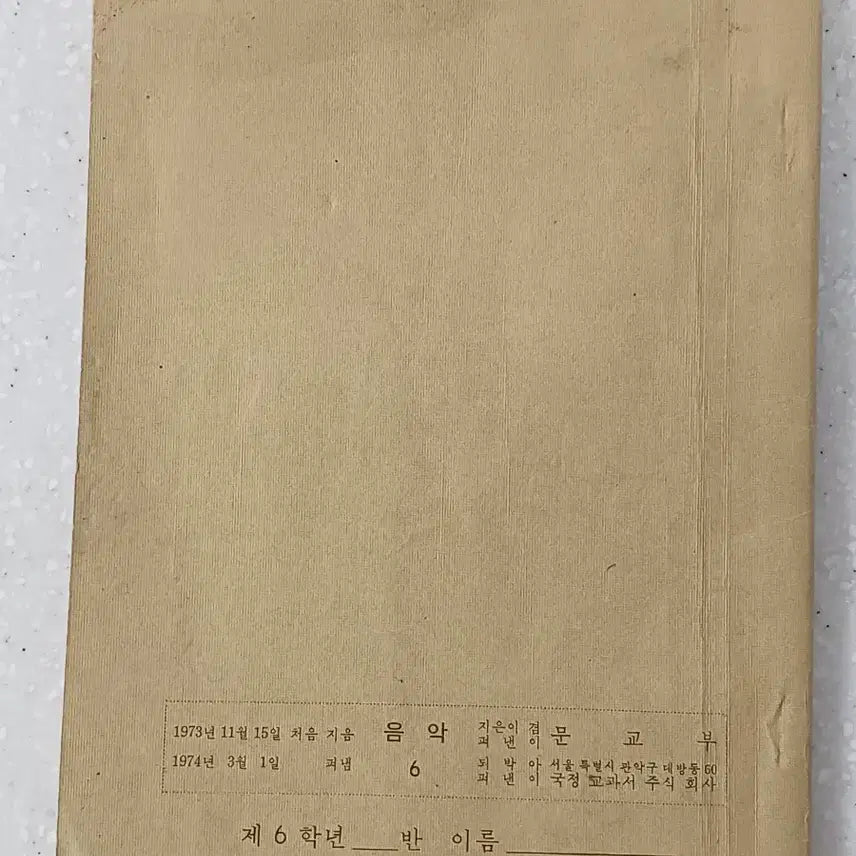 1973년 11월 15일 처음 지음 음악 지은이 겸 펴낸이 문교부
1974년 3월 1일 펴냄 6 되박아 펴낸이 서울 특별시 관악구 대방동 60 국정 교과서 주식 회사
제 6 학년 ___ 반 이름 ___